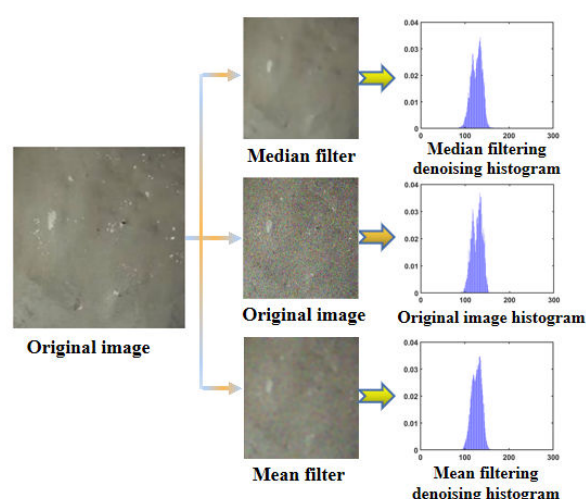 0.04
0.03
0.02
0.01
0
0 100 200 300
Median filter
Median filtering
denoising histogram
0.04
0.03
0.02
0.01
0
0 100 200 300
Original image
Original image
Original image histogram
0.04
0.03
0.02
0.01
0
0 100 200 300
Mean filter
Mean filtering
denoising histogram